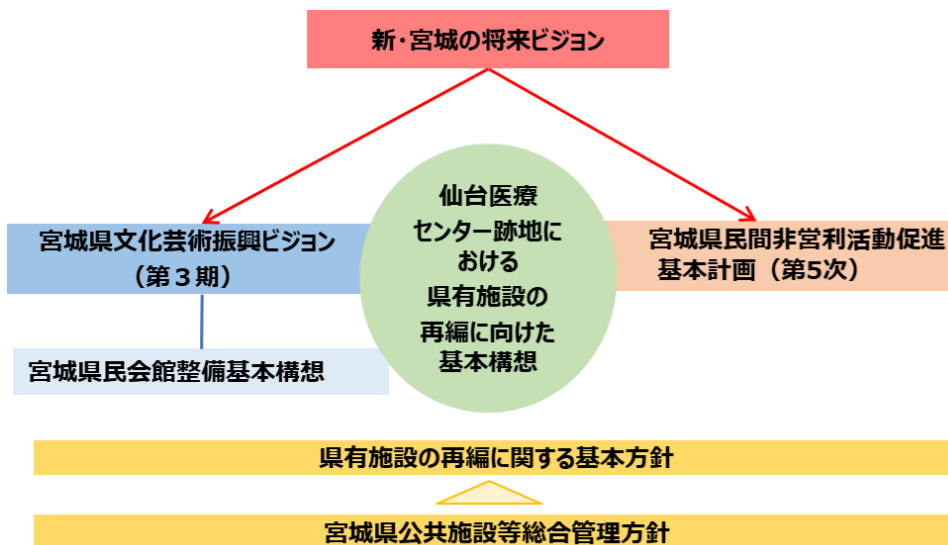 新・宮城の将来ビジョン
仙台医療
センター跡地に
おける
県有施設の
再編に向けた
基本構想
宮城県文化芸術振興ビジョン
（第３期）
宮城県民間非営利活動促進
基本計画（第5次）
宮城県民会館整備基本構想
県有施設の再編に関する基本方針
宮城県公共施設等総合管理方針